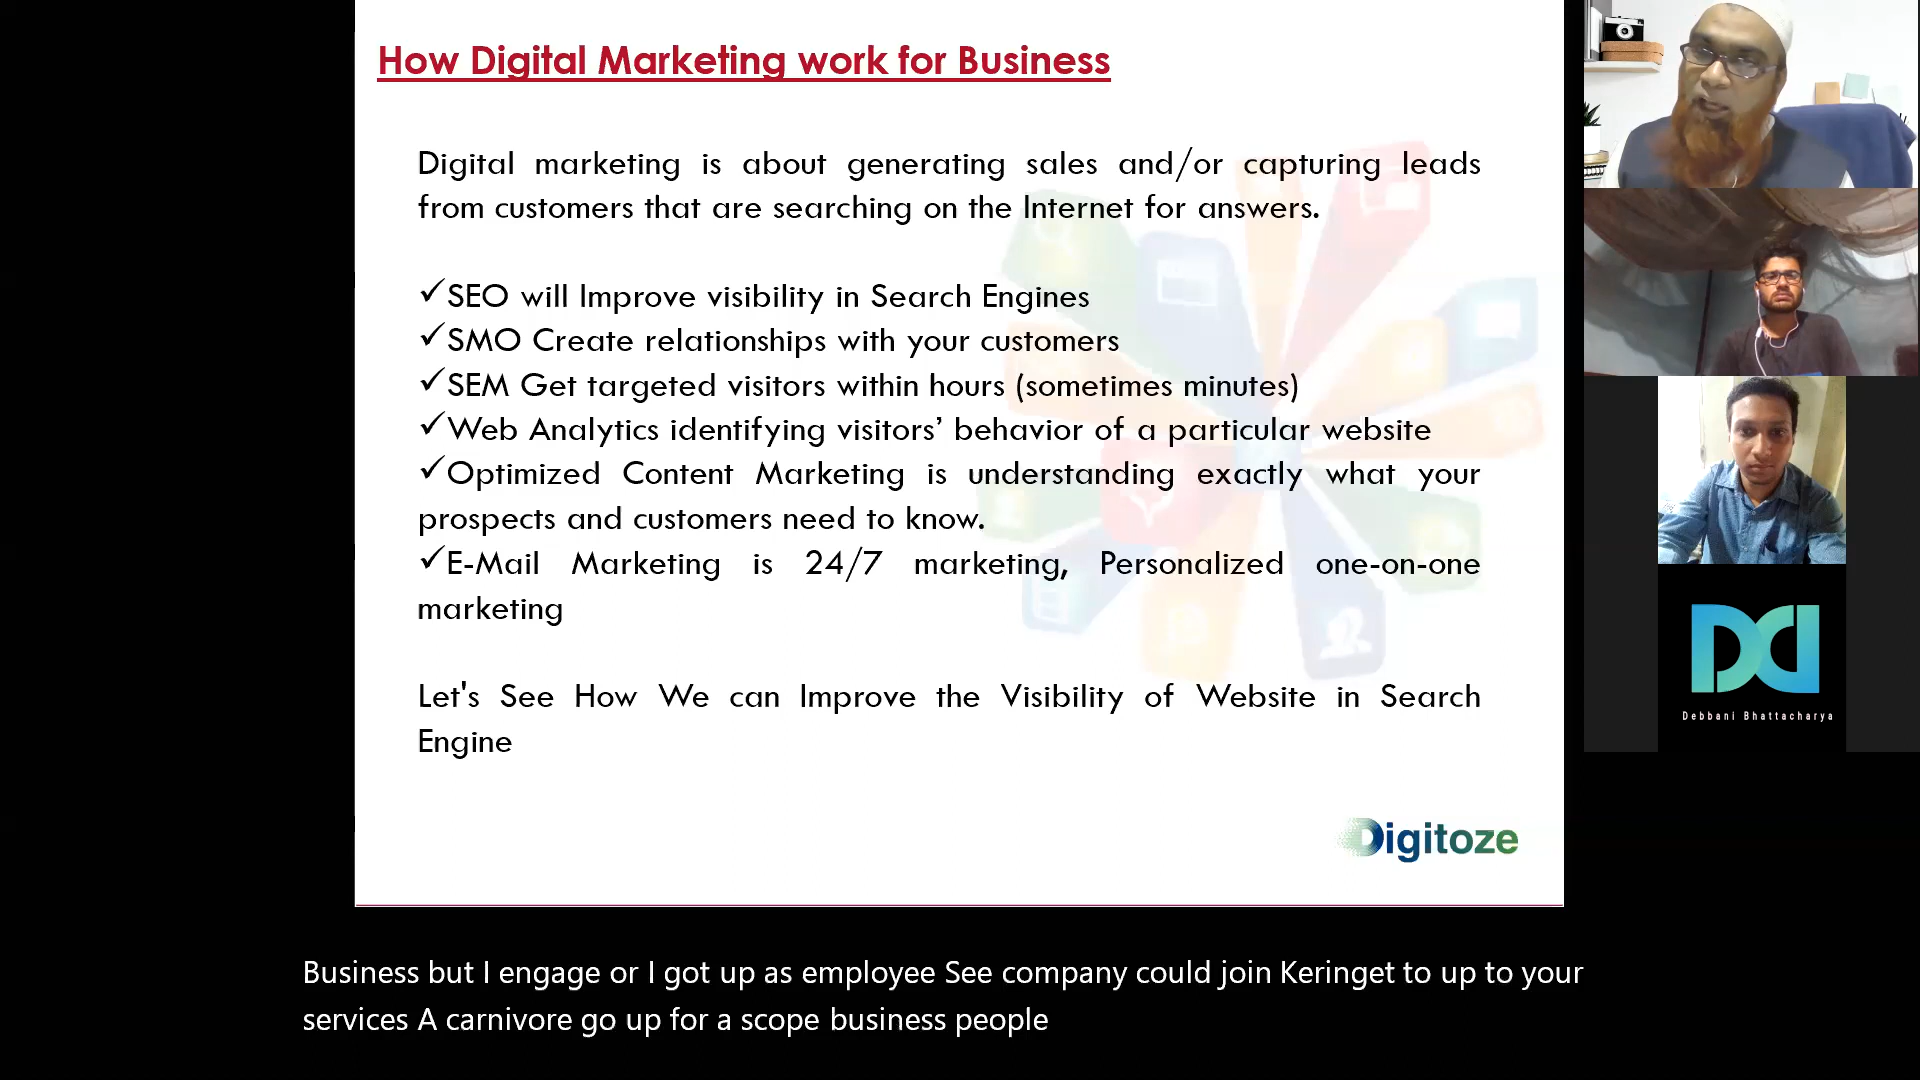 How Digital Marketing work for Business
Digital marketing is about generating sales and/or capturing leads
from customers that are searching on the Internet for answers.
✓SEO will Improve visibility in Search Engines
✓SMO Create relationships with your customers
✓SEM Get targeted visitors within hours (sometimes minutes)
✓Web Analytics identifying visitors’ behavior of a particular website
✓Optimized Content Marketing is understanding exactly what your
prospects and customers need to know.
✓E-Mail Marketing is 24/7 marketing, Personalized one-on-one
marketing
Let's See How We can Improve the Visibility of Website in Search
Engine
Digitoze
DD
Debbani Bhattacharya
Business but I engage or I got up as employee See company could join Keringet to up to your
services A carnivore go up for a scope business people